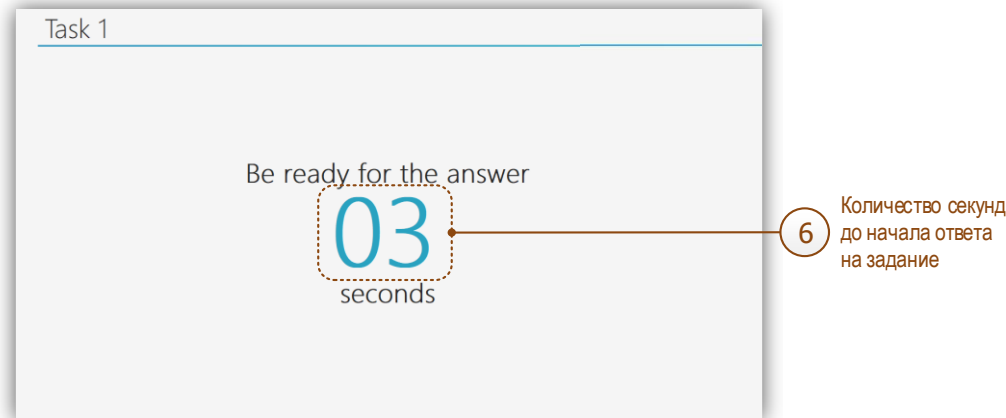 Task 1
Be ready for the answer
03
seconds
6
Количество секунд
до начала ответа
на задание